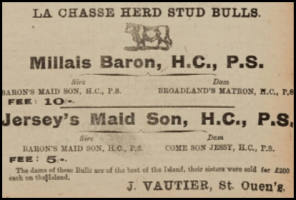 LA CHASSE HERD STUD BULLS.
Millais Baron, H.C., P.S.
Sire Dam
BARON'S MAID SON, H.C., P.S. BROADLAND'S MATRON, P.S., H.C.
FEE: 10/-.
Jersey's Maid Son, H.C., P.S.
Sire Dam
BARON'S MAID SON, H.C., P.S. COME SON JESSY, H.C., P.S.
FEE: 5/-.
The dams of these Bulls are of the best of the Island, their sisters were sold for £200
each on the Island.
J. VAUTIER, St. Ouen'g.